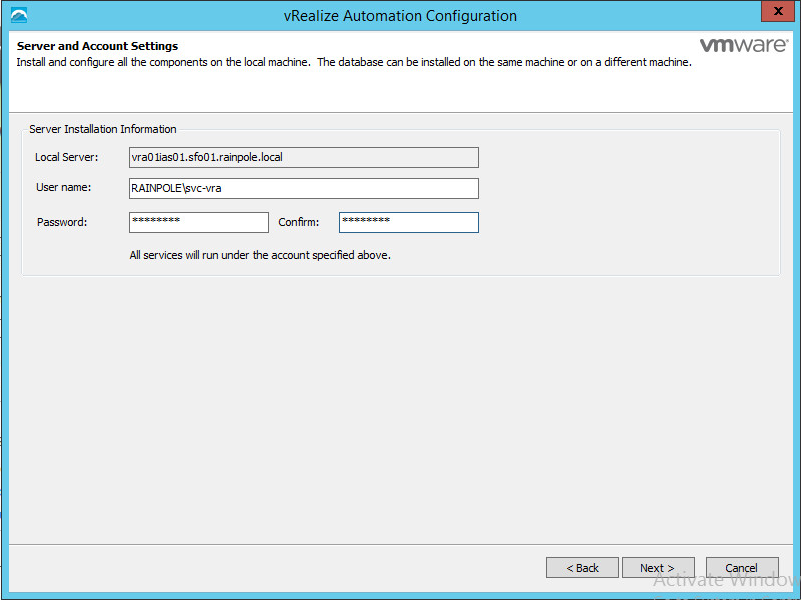 vRealize Automation Configuration
x
Server and Account Settings
vmware
Install and configure all the components on the local machine. The database can be installed on the same machine or on a different machine.
Server Installation Information
Local Server: vra01ias01.sfo01.rainpole.local
User name: RAINPOLE\svc-vra
Password: ******** Confirm: ********
All services will run under the account specified above.
< Back Next > Cancel
Activate Window